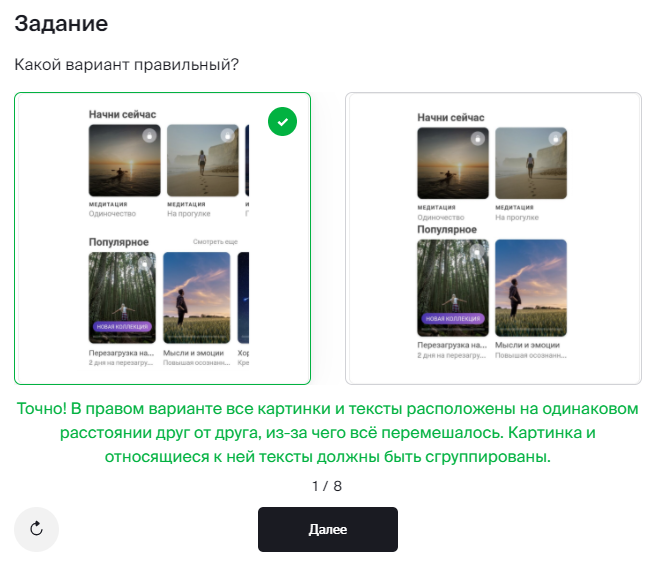 Задание
Какой вариант правильный?
Начни сейчас
МЕДИТАЦИЯ
МЕДИТАЦИЯ
Одиночество
На прогулке
Популярное
Смотреть еще
НОВАЯ КОЛЛЕКЦИЯ
Перезагрузка на...
Мысли и эмоции
Хор
2 дня на перезагру...
Повышая осознанн...
Кре
Начни сейчас
МЕДИТАЦИЯ
МЕДИТАЦИЯ
Одиночество
На прогулке
Популярное
НОВАЯ КОЛЛЕКЦИЯ
Перезагрузка на...
Мысли и эмоции
2 дня на перезагру...
Повышая осознанн...
Точно! В правом варианте все картинки и тексты расположены на одинаковом
расстоянии друг от друга, из-за чего всё перемешалось. Картинка и
относящиеся к ней тексты должны быть сгруппированы.
1 / 8
Далее